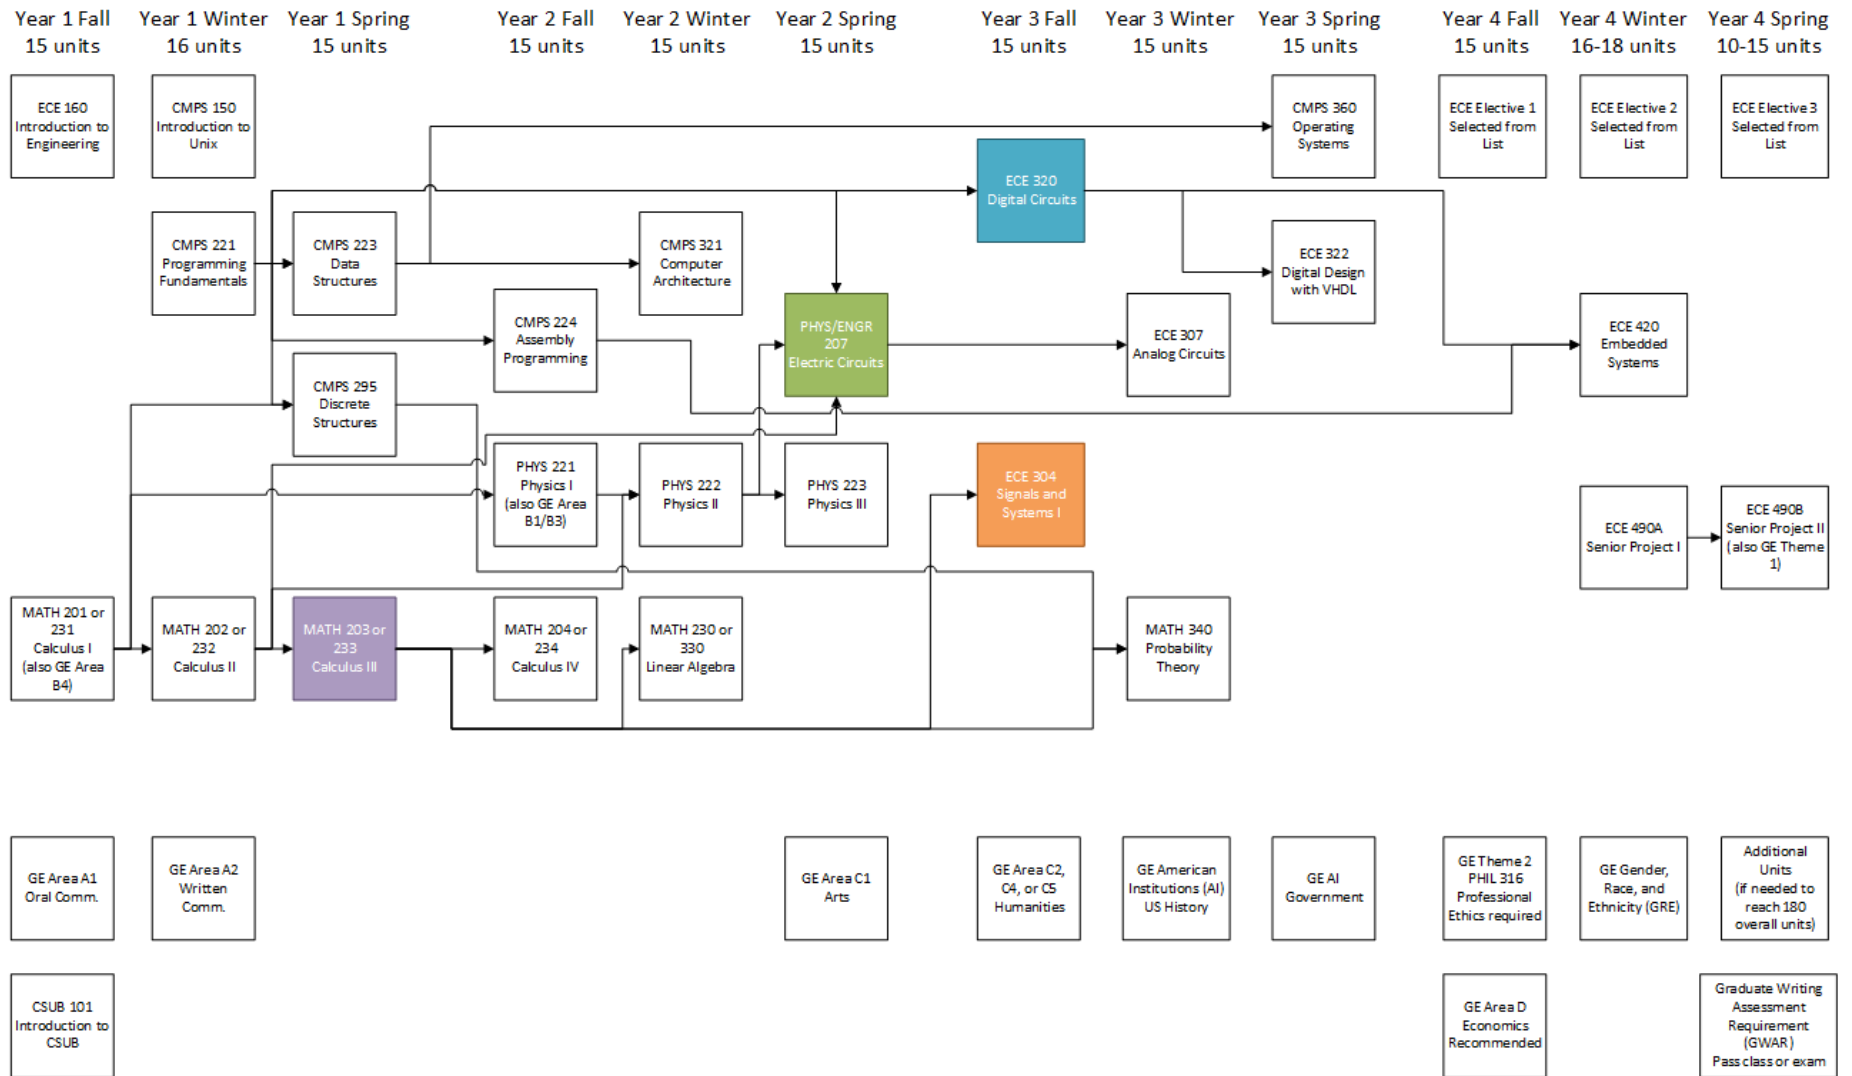 Year 1 Fall
15 units
Year 1 Winter
16 units
Year 1 Spring
15 units
Year 2 Fall
15 units
Year 2 Winter
15 units
Year 2 Spring
15 units
Year 3 Fall
15 units
Year 3 Winter
15 units
Year 3 Spring
15 units
Year 4 Fall
15 units
Year 4 Winter
16-18 units
Year 4 Spring
10-15 units
ECE 160
Introduction to
Engineering
CMPS 150
Introduction to
Unix
CMPS 360
Operating
Systems
ECE Elective 1
Selected from
List
ECE Elective 2
Selected from
List
ECE Elective 3
Selected from
List
ECE 320
Digital Circuits
CMPS 221
Programming
Fundamentals
CMPS 223
Data
Structures
CMPS 321
Computer
Architecture
ECE 322
Digital Design
with VHDL
CMPS 224
Assembly
Programming
PHYS/ENGR
207
Electric Circuits
ECE 307
Analog Circuits
ECE 420
Embedded
Systems
CMPS 295
Discrete
Structures
PHYS 221
Physics I
(also GE Area
B1/B3)
PHYS 222
Physics II
PHYS 223
Physics III
ECE 304
Signals and
Systems I
ECE 490A
Senior Project I
ECE 490B
Senior Project II
(also GE Theme
1)
MATH 201 or
231
Calculus I
(also GE Area
B4)
MATH 202 or
232
Calculus II
MATH 203 or
233
Calculus III
MATH 204 or
234
Calculus IV
MATH 230 or
330
Linear Algebra
MATH 340
Probability
Theory
GE Area A1
Oral Comm.
GE Area A2
Written
Comm.
GE Area C1
Arts
GE Area C2,
C4, or C5
Humanities
GE American
Institutions (AI)
US History
GE AI
Government
GE Theme 2
PHIL 316
Professional
Ethics required
GE Gender,
Race, and
Ethnicity (GRE)
Additional
Units
(if needed to
reach 180
overall units)
CSUB 101
Introduction to
CSUB
GE Area D
Economics
Recommended
Graduate Writing
Assessment
Requirement
(GWAR)
Pass class or exam